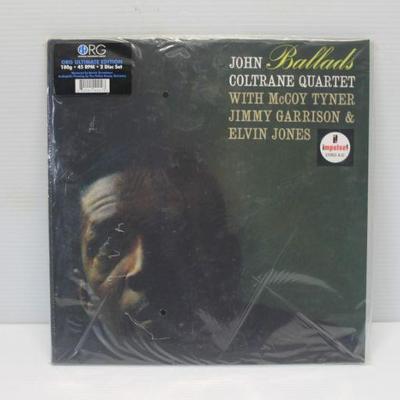 ORG
ORG ULTIMATE EDITION
180g • 45 RPM • 2 Disc Set
JOHN Ballads
COLTRANE QUARTET
WITH McCOY TYNER
JIMMY GARRISON &
ELVIN JONES
impulse!